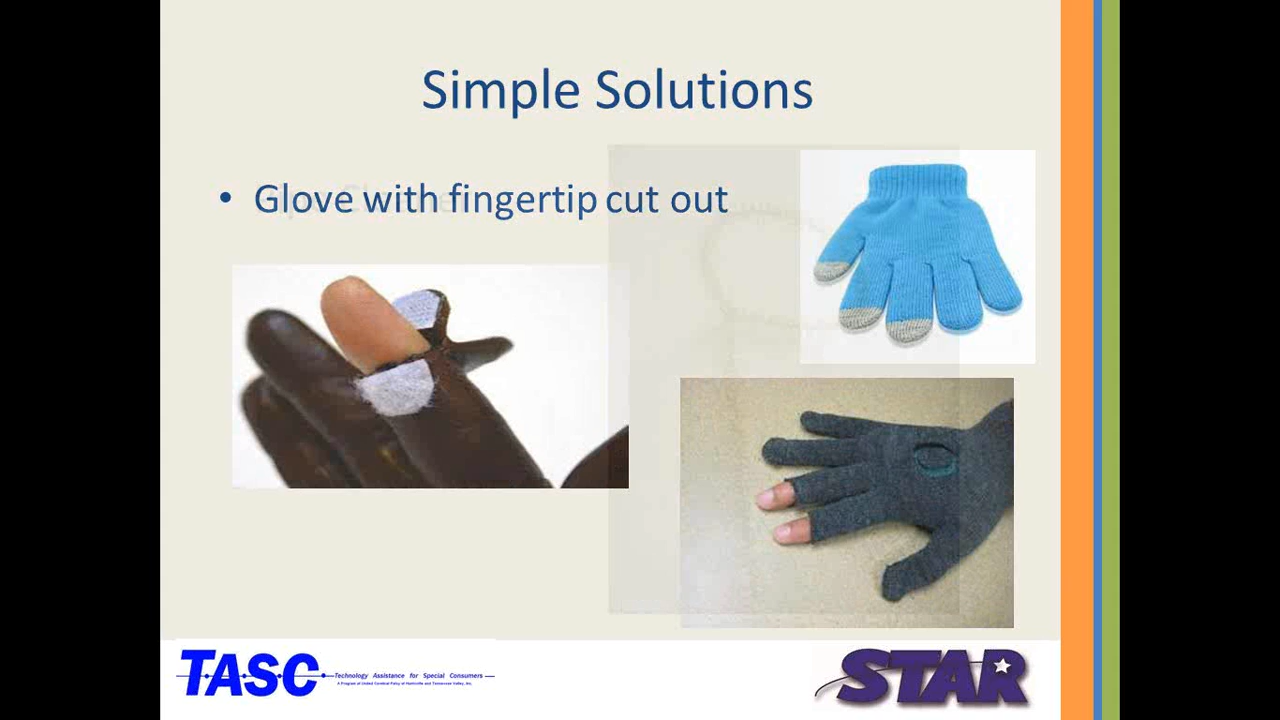 Simple Solutions
• Glove with fingertip cut out
TASC
Technology Assistance for Special Consumers
A Program of United Cerebral Palsy of Huntsville and Tennessee Valley, Inc.
STAR